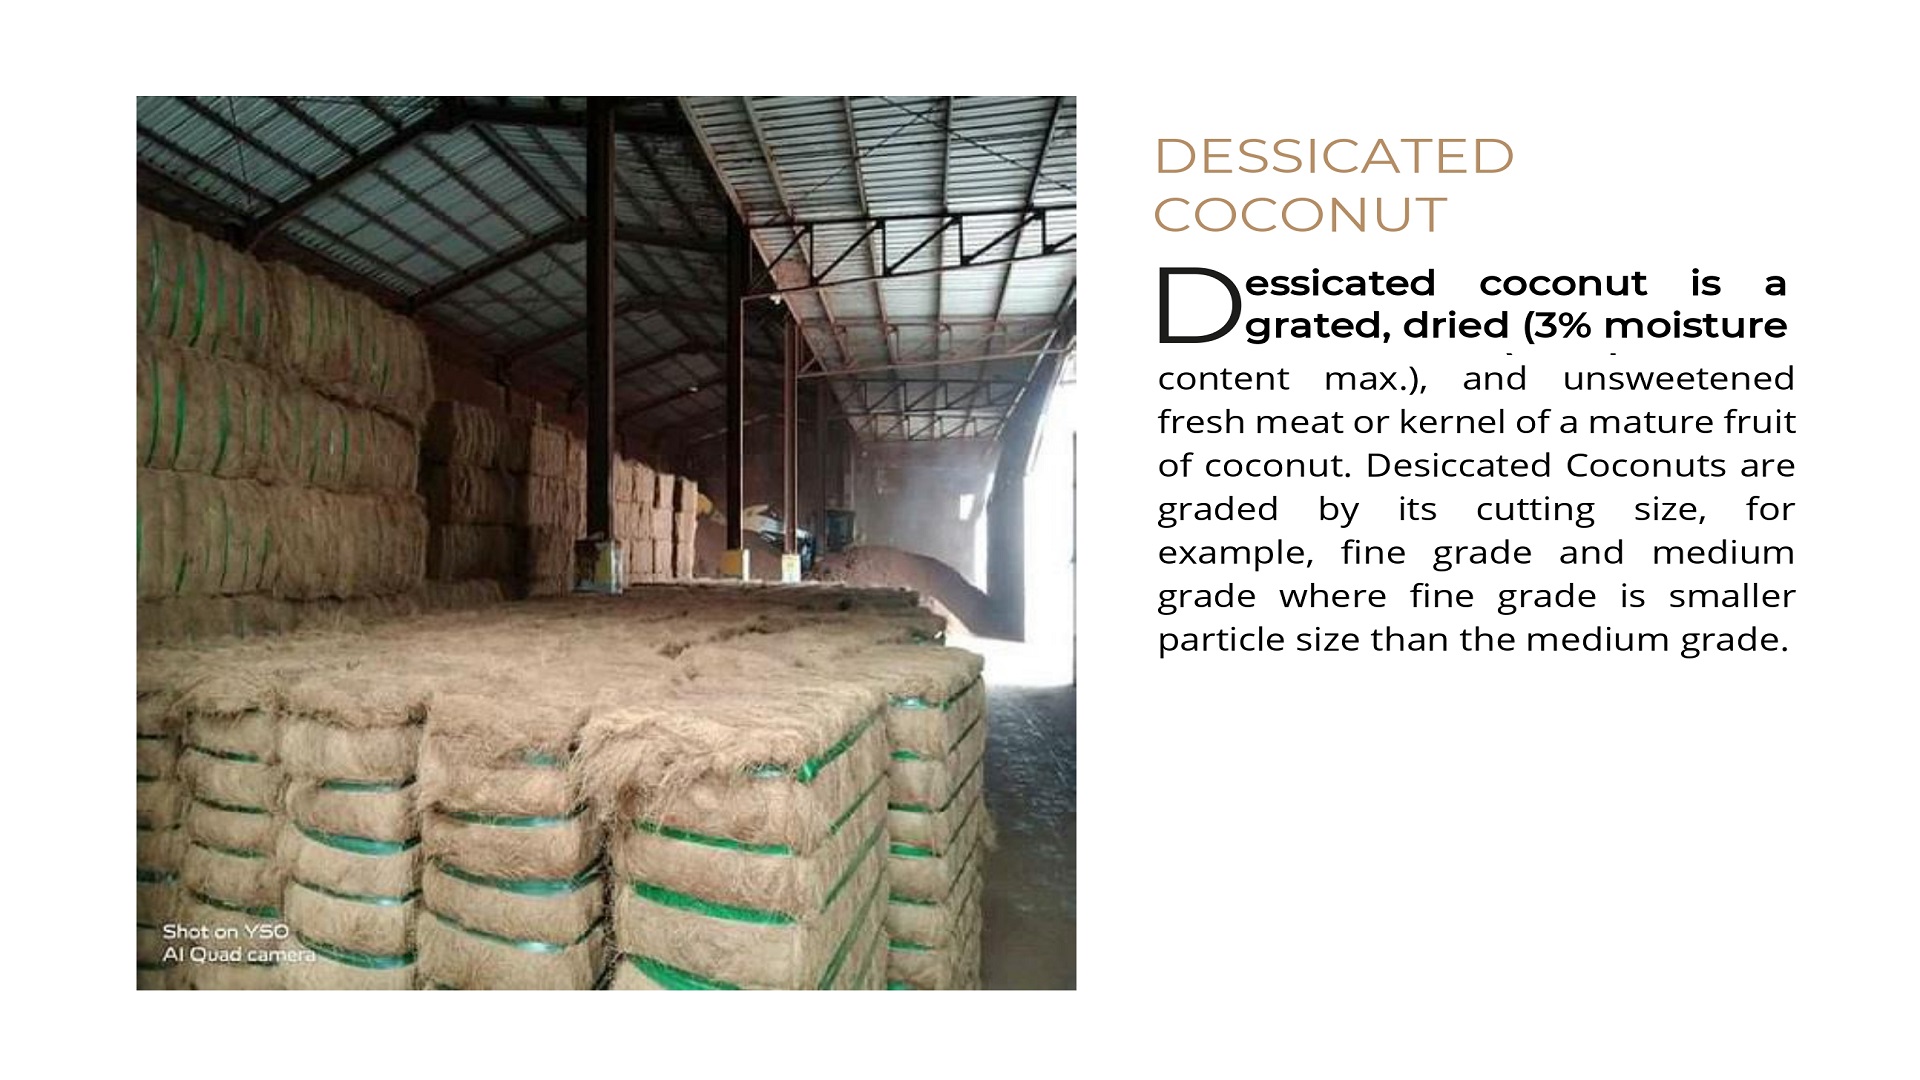 DESSICATED
COCONUT
Dessicated coconut is a
grated, dried (3% moisture
content max.), and unsweetened
fresh meat or kernel of a mature fruit
of coconut. Desiccated Coconuts are
graded by its cutting size, for
example, fine grade and medium
grade where fine grade is smaller
particle size than the medium grade.
Shot on Y50
AI Quad camera